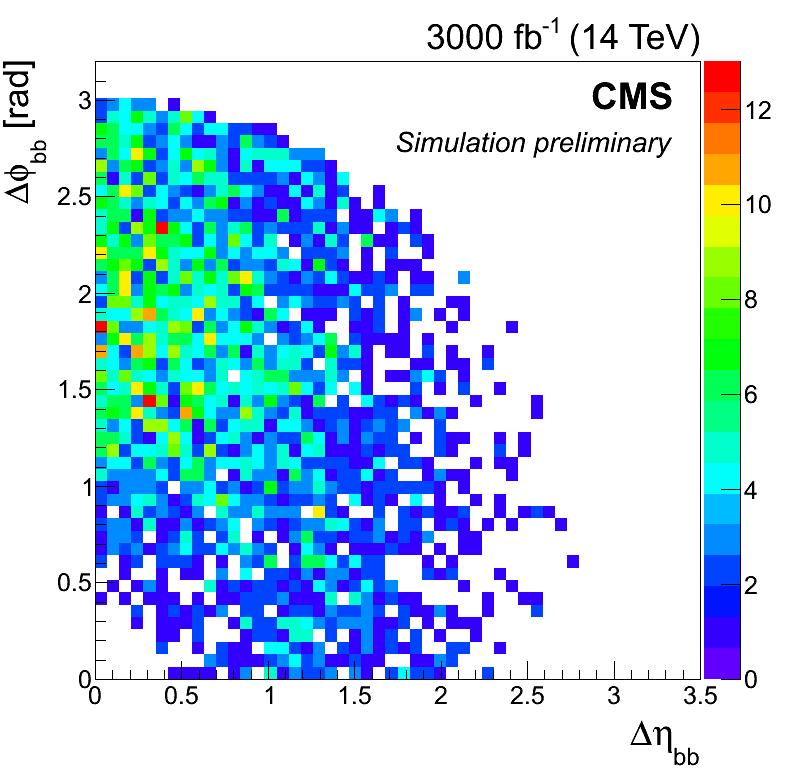 3000 fb-1 (14 TeV)
CMS
Simulation preliminary
Δϕbb [rad]
3
2.5
2
1.5
1
0.5
0
0 0.5 1 1.5 2 2.5 3 3.5
Δηbb
12
10
8
6
4
2
0